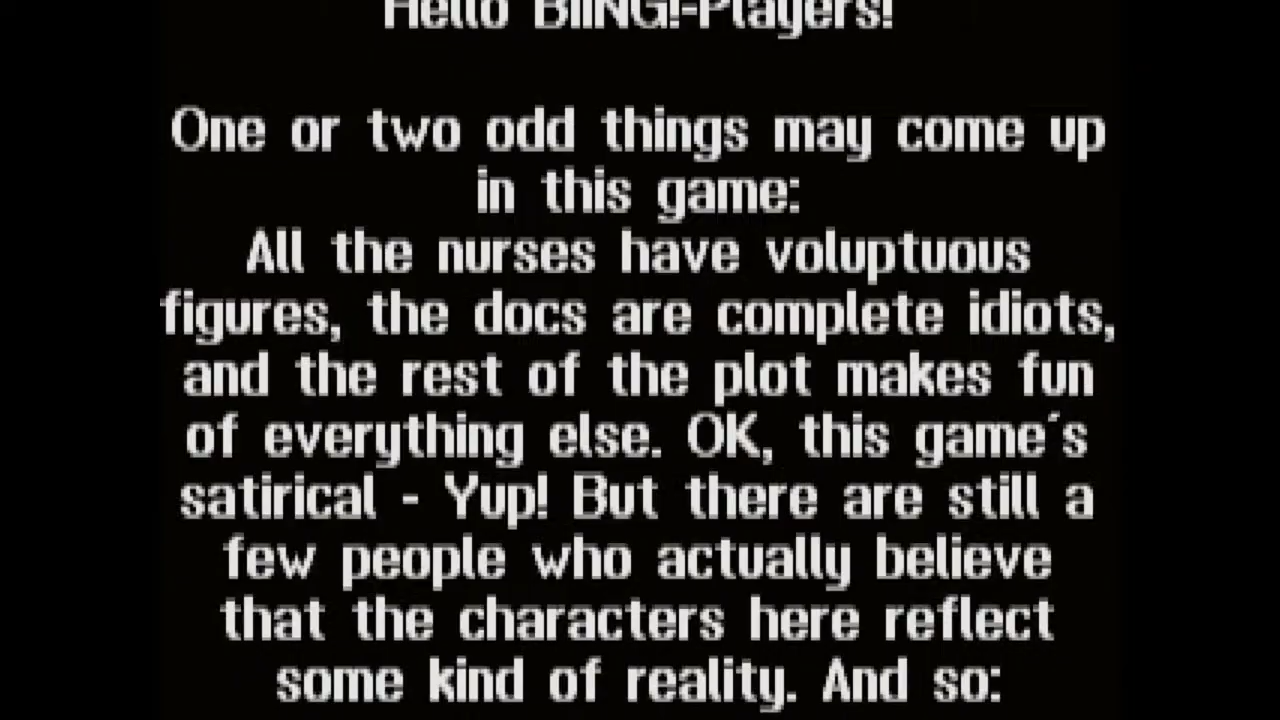 Hello BiiNG!-Players!
One or two odd things may come up
in this game:
All the nurses have voluptuous
figures, the docs are complete idiots,
and the rest of the plot makes fun
of everything else. OK, this game´s
satirical - Yup! But there are still a
few people who actually believe
that the characters here reflect
some kind of reality. And so: